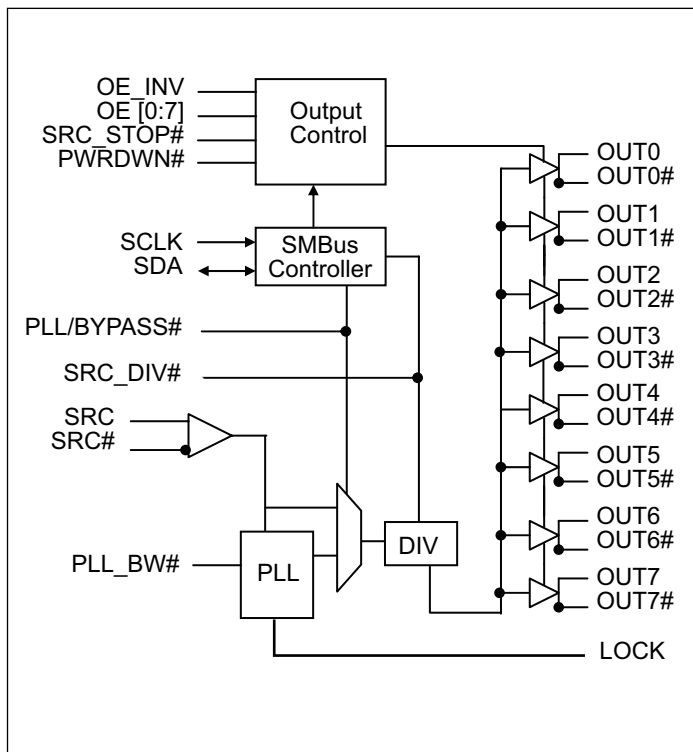 OE_INV
OE [0:7]
SRC_STOP#
PWRDWN#
Output
Control
SCLK
SDA
SMBus
Controller
PLL/BYPASS#
SRC_DIV#
SRC
SRC#
PLL_BW#
PLL
DIV
OUT0
OUT0#
OUT1
OUT1#
OUT2
OUT2#
OUT3
OUT3#
OUT4
OUT4#
OUT5
OUT5#
OUT6
OUT6#
OUT7
OUT7#
LOCK